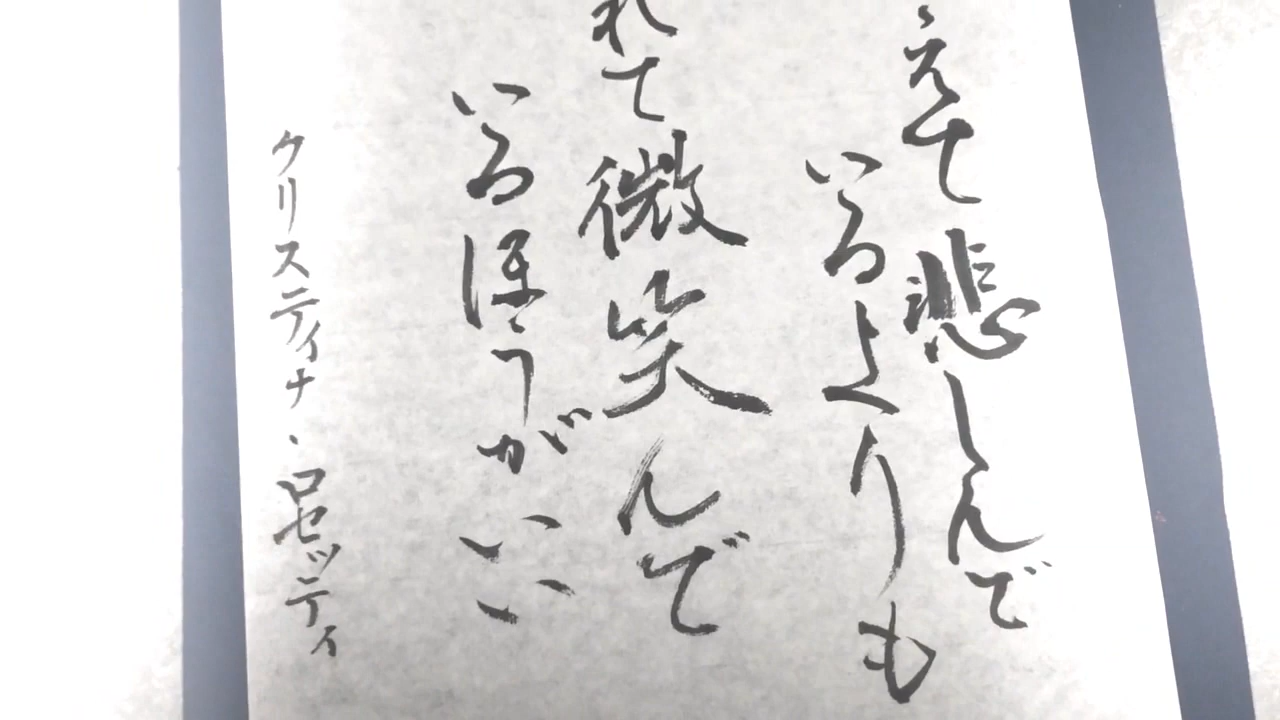 えて悲しんで
いるよりも
れて微笑んで
いるほうがいい
クリスティナ・ロセッティ